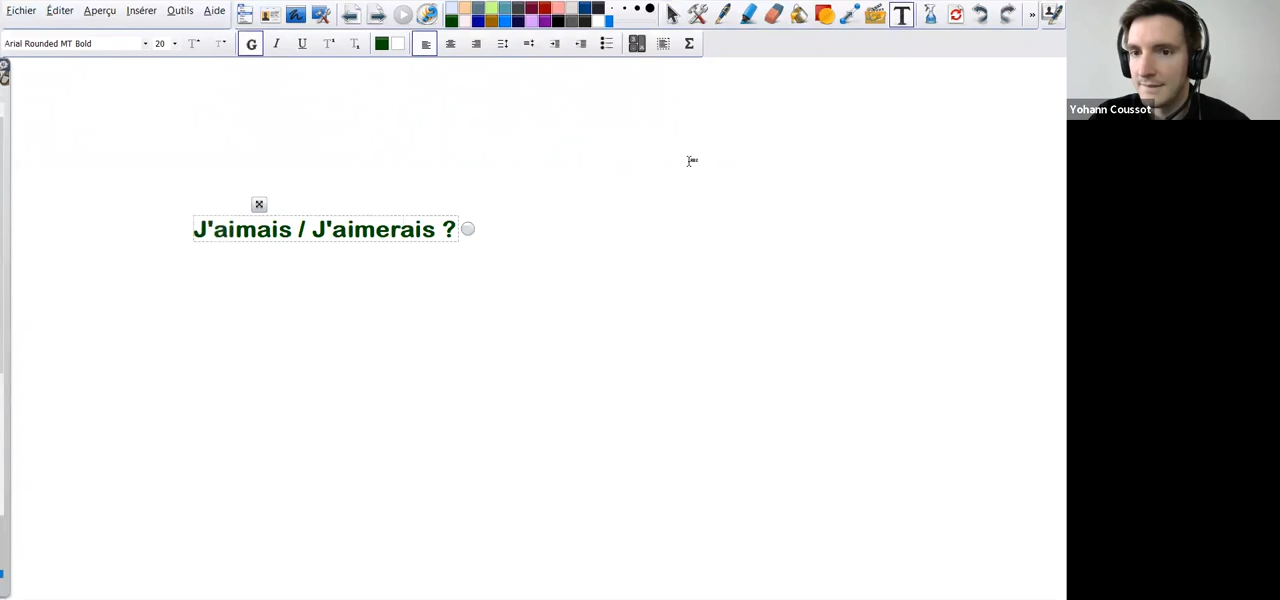 Fichier Éditer Aperçu Insérer Outils Aide
»
T
Arial Rounded MT Bold 20 T T G I U T T Σ
Yohann Coussot
J'aimais / J'aimerais ?